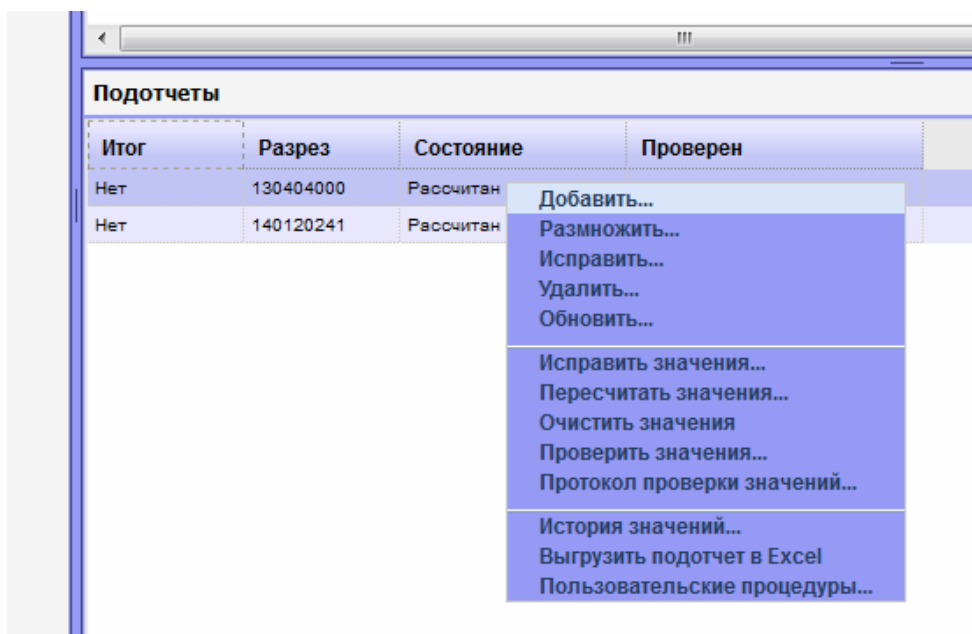 Подотчеты
Итог Разрез Состояние Проверен
Нет 130404000 Рассчитан
Нет 140120241 Рассчитан
Добавить...
Размножить...
Исправить...
Удалить...
Обновить...
Исправить значения...
Пересчитать значения...
Очистить значения
Проверить значения...
Протокол проверки значений...
История значений...
Выгрузить подотчет в Excel
Пользовательские процедуры...